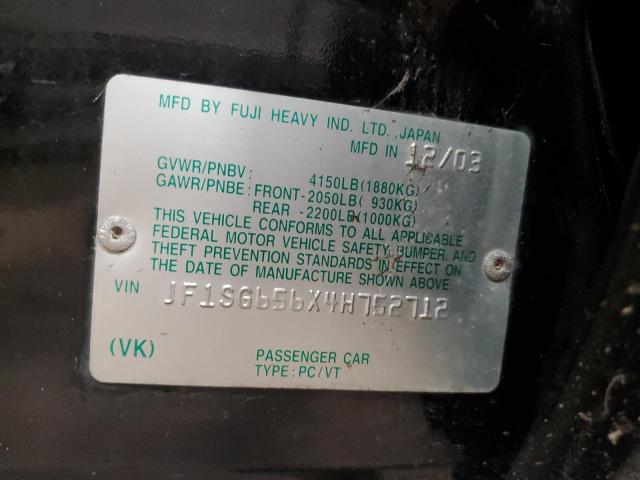 MFD BY FUJI HEAVY IND. LTD. JAPAN
MFD IN 12/03
GVWR/PNBV : 4150LB(1880KG)
GAWR/PNBE : FRONT-2050LB( 930KG)
REAR -2200LB(1000KG)
THIS VEHICLE CONFORMS TO ALL APPLICABLE
FEDERAL MOTOR VEHICLE SAFETY, BUMPER, AND
THEFT PREVENTION STANDARDS IN EFFECT ON
THE DATE OF MANUFACTURE SHOWN ABOVE.
VIN JF1SG656X4H752712
(VK)
PASSENGER CAR
TYPE: PC/VT